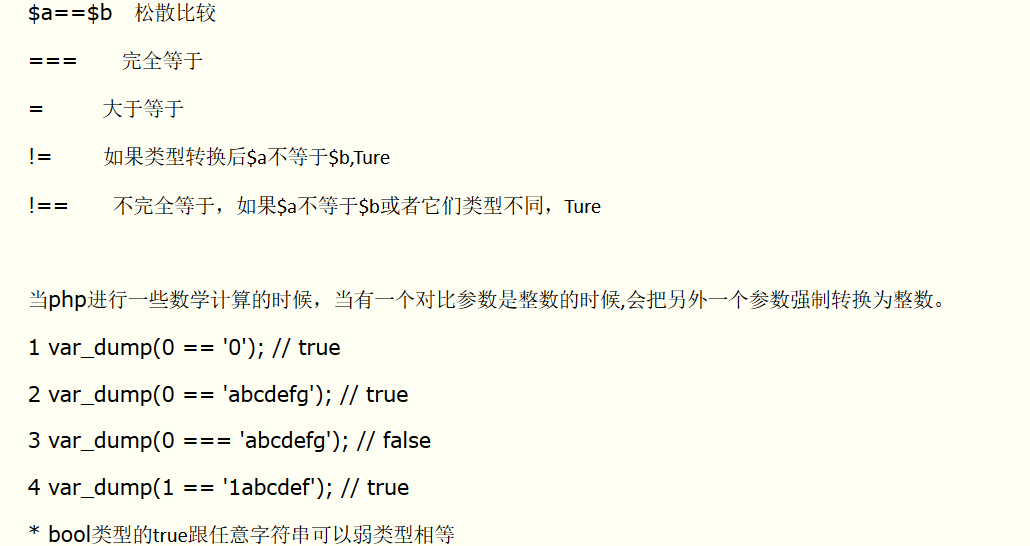 $a==$b 松散比较
=== 完全等于
= 大于等于
!= 如果类型转换后$a不等于$b,Ture
!== 不完全等于，如果$a不等于$b或者它们类型不同，Ture
当php进行一些数学计算的时候，当有一个对比参数是整数的时候,会把另外一个参数强制转换为整数。
1 var_dump(0 == '0'); // true
2 var_dump(0 == 'abcdefg'); // true
3 var_dump(0 === 'abcdefg'); // false
4 var_dump(1 == '1abcdef'); // true
* bool类型的true跟任意字符串可以弱类型相等